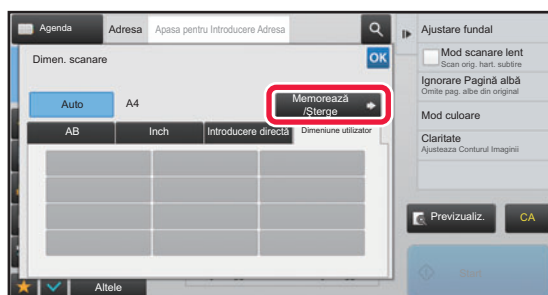 Agenda
Adresa
Apasa pentru Introducere Adresa
Dimen. scanare
OK
Auto
A4
Memorează
/Șterge
AB
Inch
Introducere directă
Dimeniune utilizator
Altele
Ajustare fundal
Mod scanare lent
Scan orig. hart. subtire
Ignorare Pagină albă
Omite pag. albe din original
Mod culoare
Claritate
Ajusteaza Conturul Imaginii
Previzualiz.
CA